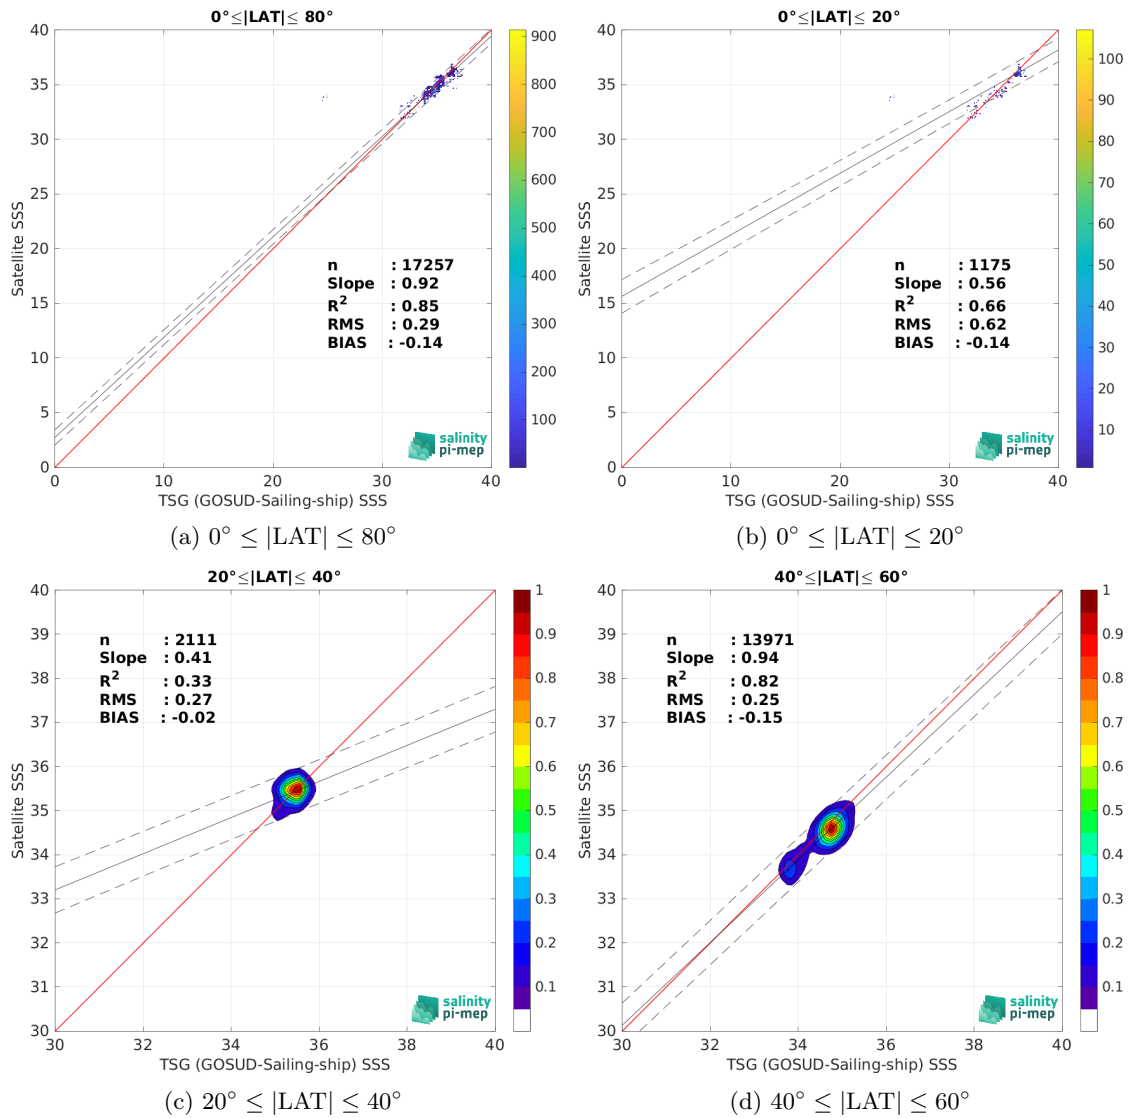 0°≤|LAT|≤ 80°
40
35
30
25
20
15
10
5
0
Satellite SSS
0 10 20 30 40
TSG (GOSUD-Sailing-ship) SSS
n : 17257
Slope : 0.92
R² : 0.85
RMS : 0.29
BIAS : -0.14
salinity
pi-mep
900
800
700
600
500
400
300
200
100
(a) 0° ≤ |LAT| ≤ 80°
0°≤|LAT|≤ 20°
40
35
30
25
20
15
10
5
0
Satellite SSS
0 10 20 30 40
TSG (GOSUD-Sailing-ship) SSS
n : 1175
Slope : 0.56
R² : 0.66
RMS : 0.62
BIAS : -0.14
salinity
pi-mep
100
90
80
70
60
50
40
30
20
10
(b) 0° ≤ |LAT| ≤ 20°
20°≤|LAT|≤ 40°
40
39
38
37
36
35
34
33
32
31
30
Satellite SSS
30 32 34 36 38 40
TSG (GOSUD-Sailing-ship) SSS
n : 2111
Slope : 0.41
R² : 0.33
RMS : 0.27
BIAS : -0.02
salinity
pi-mep
1
0.9
0.8
0.7
0.6
0.5
0.4
0.3
0.2
0.1
(c) 20° ≤ |LAT| ≤ 40°
40°≤|LAT|≤ 60°
40
39
38
37
36
35
34
33
32
31
30
Satellite SSS
30 32 34 36 38 40
TSG (GOSUD-Sailing-ship) SSS
n : 13971
Slope : 0.94
R² : 0.82
RMS : 0.25
BIAS : -0.15
salinity
pi-mep
1
0.9
0.8
0.7
0.6
0.5
0.4
0.3
0.2
0.1
(d) 40° ≤ |LAT| ≤ 60°